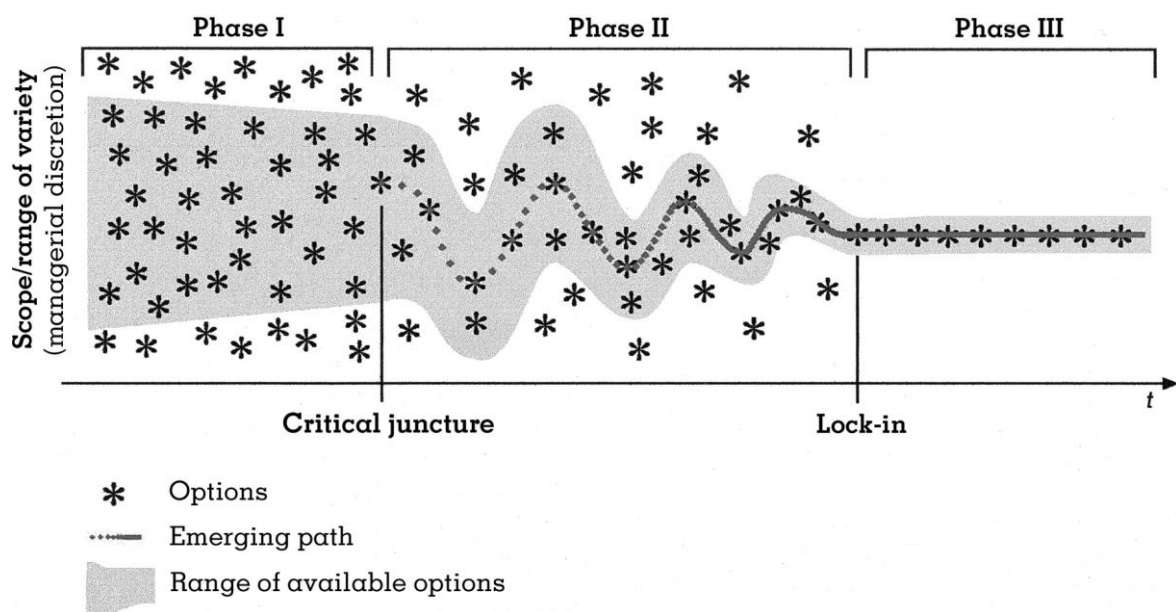 Phase I
Phase II
Phase III
Scope/range of variety
(managerial discretion)
t
Critical juncture
Lock-in
Options
Emerging path
Range of available options